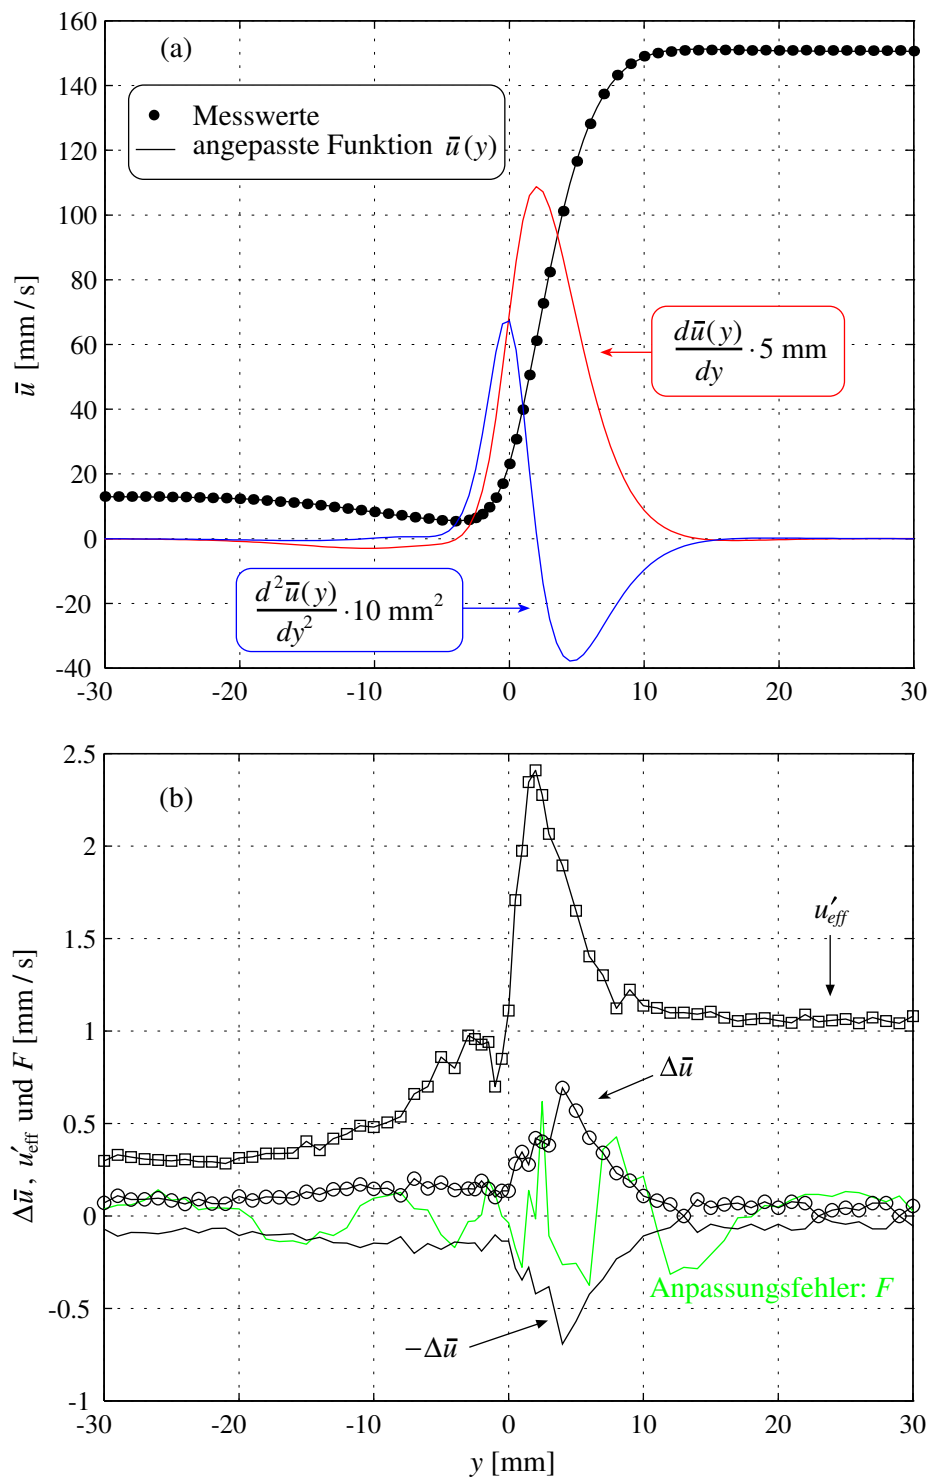 160
140
120
100
80
60
40
20
0
-20
-40
ū [mm / s]
(a)
Messwerte
angepasste Funktion ū(y)
dū(y)/dy · 5 mm
d²ū(y)/dy² · 10 mm²
-30 -20 -10 0 10 20 30
2.5
2
1.5
1
0.5
0
-0.5
-1
Δū, u′eff und F [mm / s]
(b)
u′eff
Δū
Anpassungsfehler: F
−Δū
-30 -20 -10 0 10 20 30
y [mm]